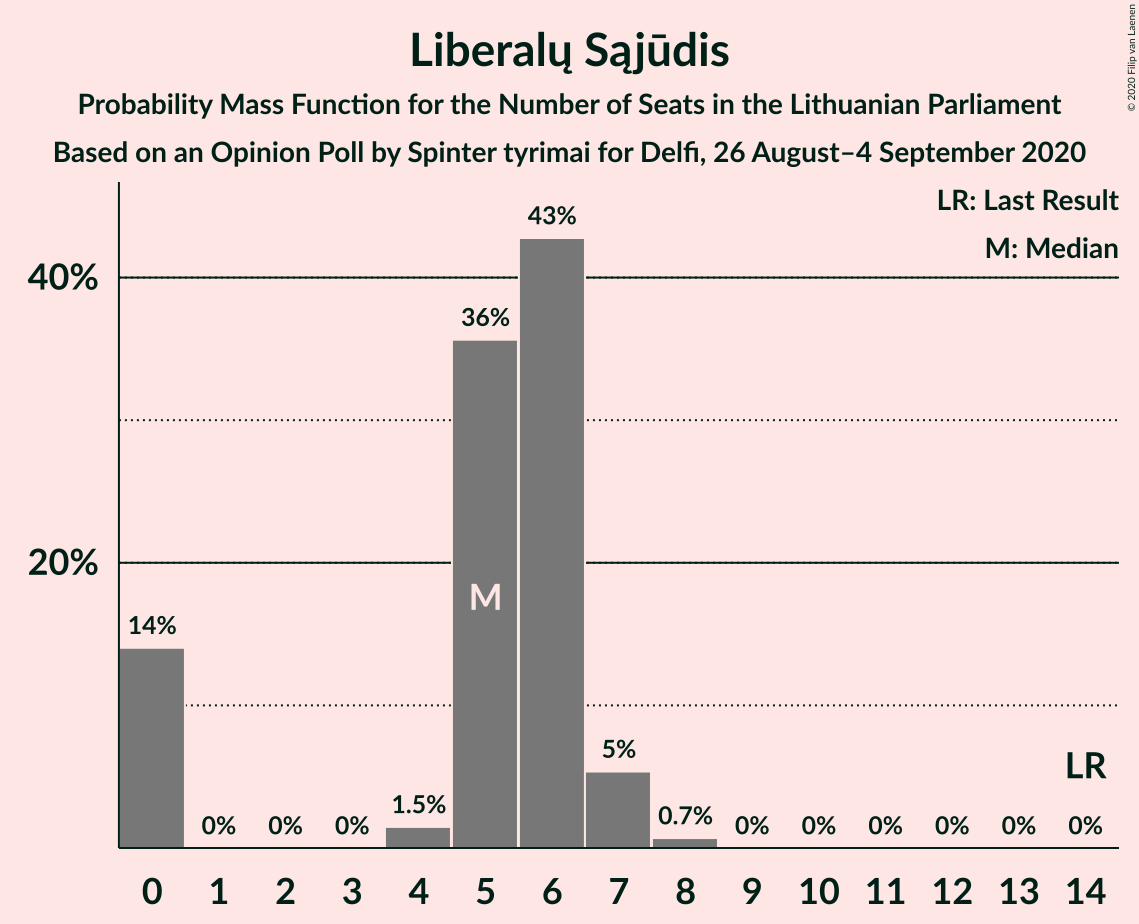 Liberalų Sąjūdis
Probability Mass Function for the Number of Seats in the Lithuanian Parliament
Based on an Opinion Poll by Spinter tyrimai for Delfi, 26 August–4 September 2020
© 2020 Filip van Laenen
LR: Last Result
M: Median
43%
40%
36%
20%
M
14%
5%
LR
1.5%
0.7%
0% 0% 0% 0% 0% 0% 0% 0% 0%
0 1 2 3 4 5 6 7 8 9 10 11 12 13 14